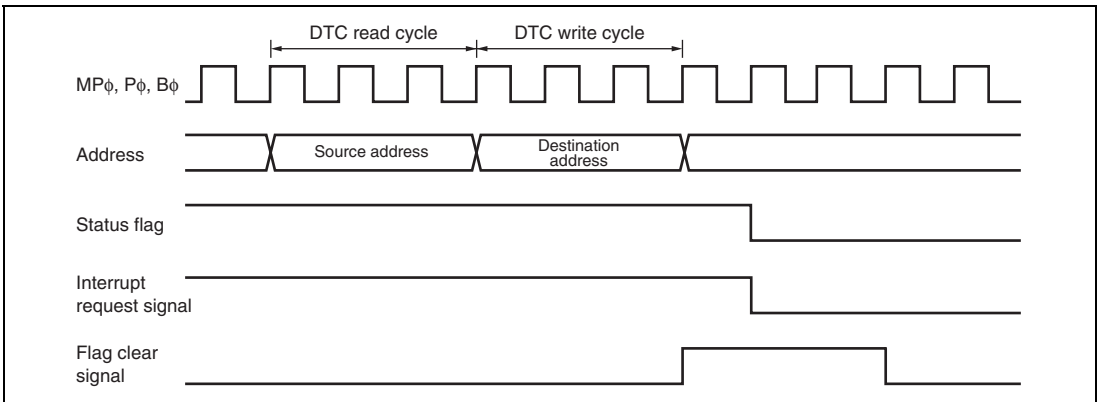 DTC read cycle DTC write cycle
MPϕ, Pϕ, Bϕ
Address
Source address
Destination
address
Status flag
Interrupt
request signal
Flag clear
signal